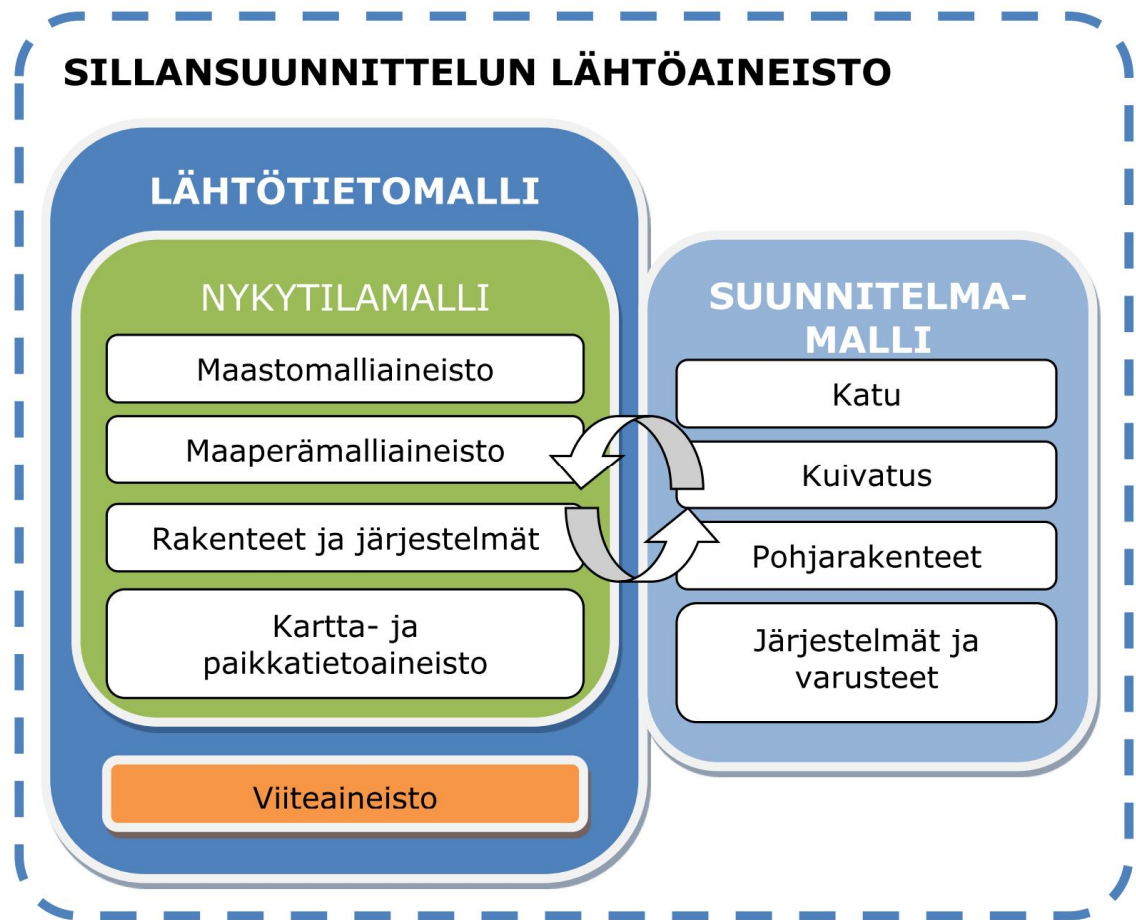 SILLANSUUNNITTELUN LÄHTÖAINEISTO
LÄHTÖTIETOMALLI
NYKYTILAMALLI
Maastomalliaineisto
Maaperämalliaineisto
Rakenteet ja järjestelmät
Kartta- ja
paikkatietoaineisto
Viiteaineisto
SUUNNITELMA-
MALLI
Katu
Kuivatus
Pohjarakenteet
Järjestelmät ja
varusteet